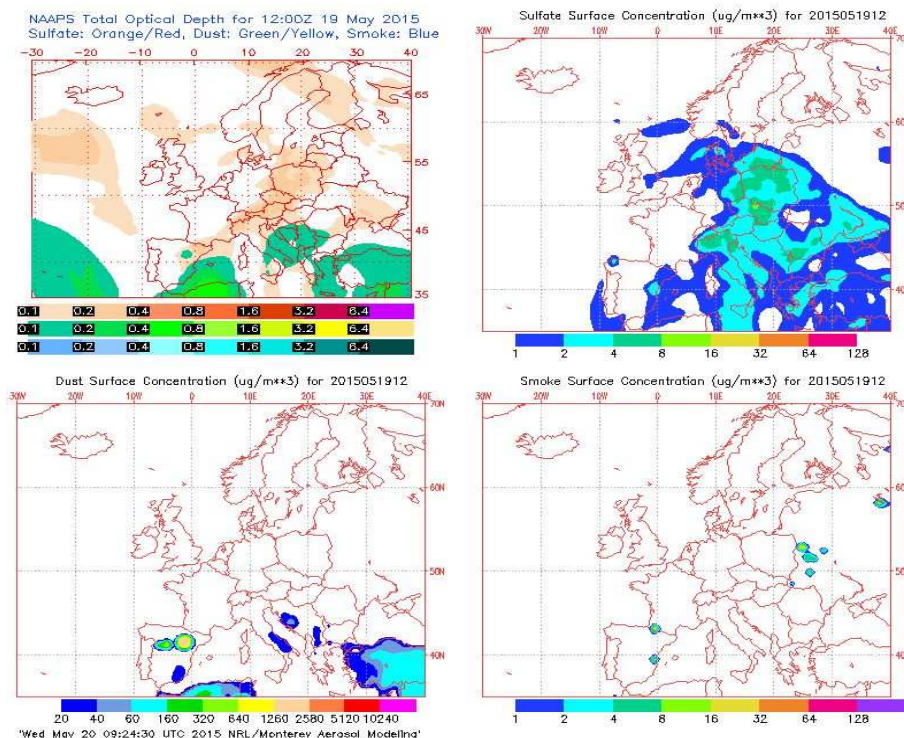 NAAPS Total Optical Depth for 12:00Z 19 May 2015
Sulfate: Orange/Red, Dust: Green/Yellow, Smoke: Blue
-30 -20 -10 0 10 20 30 40
65
55
45
35
0.1 0.2 0.4 0.8 1.6 3.2 6.4
0.1 0.2 0.4 0.8 1.6 3.2 6.4
0.1 0.2 0.4 0.8 1.6 3.2 6.4
Sulfate Surface Concentration (ug/m**3) for 2015051912
30W 20W 10W 0 10E 20E 30E 40E
70N
60N
50N
40N
1 2 4 8 16 32 64 128
Dust Surface Concentration (ug/m**3) for 2015051912
30W 20W 10W 0 10E 20E 30E 40E
70N
60N
50N
40N
20 40 60 160 320 640 1260 2580 5120 10240
'Wed May 20 09:24:30 UTC 2015 NRL/Monterey Aerosol Modeling'
Smoke Surface Concentration (ug/m**3) for 2015051912
30W 20W 10W 0 10E 20E 30E 40E
70N
60N
50N
40N
1 2 4 8 16 32 64 128